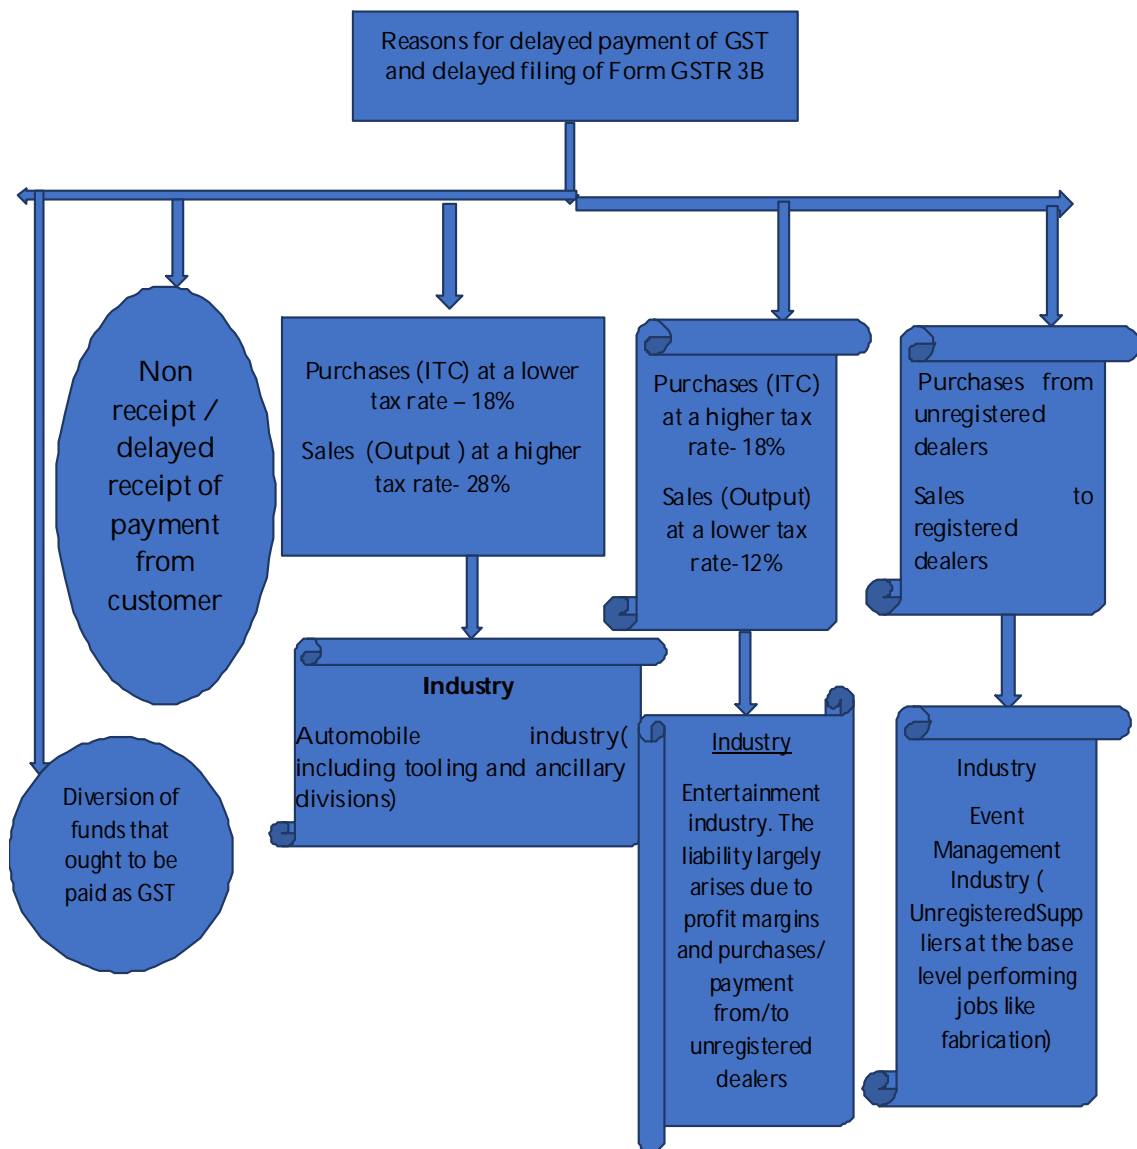 Reasons for delayed payment of GST
and delayed filing of Form GSTR 3B
Non
receipt /
delayed
receipt of
payment
from
customer
Purchases (ITC) at a lower
tax rate – 18%
Sales (Output ) at a higher
tax rate- 28%
Purchases (ITC)
at a higher tax
rate- 18%
Sales (Output)
at a lower tax
rate-12%
Purchases from
unregistered
dealers
Sales to
registered
dealers
Industry
Automobile industry(
including tooling and ancillary
divisions)
Diversion of
funds that
ought to be
paid as GST
Industry
Entertainment
industry. The
liability largely
arises due to
profit margins
and purchases/
payment
from/to
unregistered
dealers
Industry
Event
Management
Industry (
UnregisteredSupp
liers at the base
level performing
jobs like
fabrication)